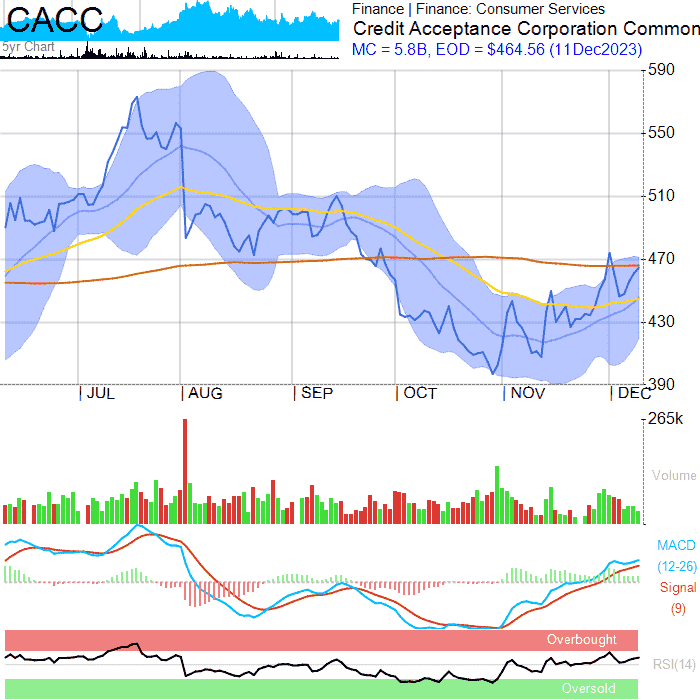 CACC
5yr Chart
Finance | Finance: Consumer Services
Credit Acceptance Corporation Common
MC = 5.8B, EOD = $464.56 (11Dec2023)
590
550
510
470
430
390
JUL
AUG
SEP
OCT
NOV
DEC
265k
Volume
MACD
(12-26)
Signal
(9)
Overbought
RSI(14)
Oversold